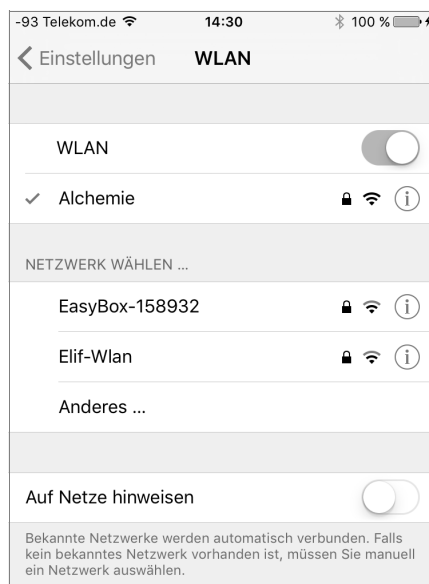 -93 Telekom.de 14:30 100 %
Einstellungen WLAN
WLAN
Alchemie
NETZWERK WÄHLEN ...
EasyBox-158932
Elif-Wlan
Anderes ...
Auf Netze hinweisen
Bekannte Netzwerke werden automatisch verbunden. Falls
kein bekanntes Netzwerk vorhanden ist, müssen Sie manuell
ein Netzwerk auswählen.